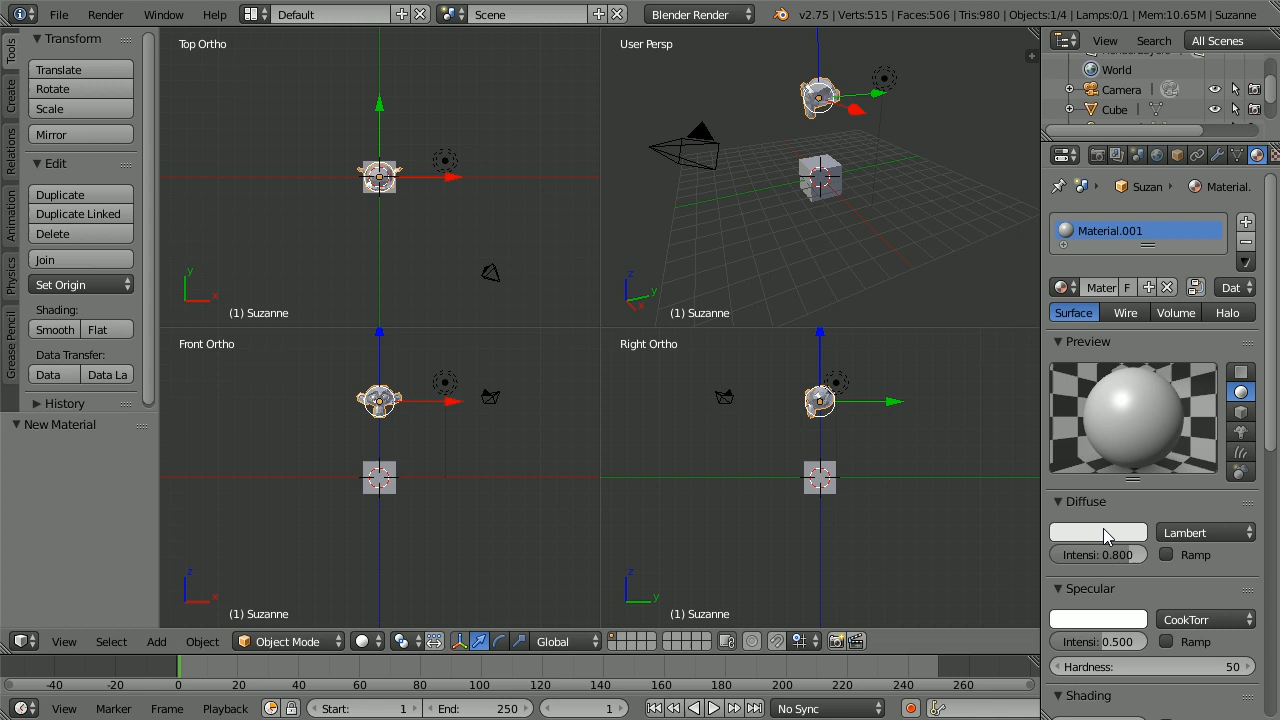 File Render Window Help Default Scene Blender Render v2.75 | Verts:515 | Faces:506 | Tris:980 | Objects:1/4 | Lamps:0/1 | Mem:10.65M | Suzanne
Tools
Create
Relations
Animation
Physics
Grease Pencil
Transform
Translate
Rotate
Scale
Mirror
Edit
Duplicate
Duplicate Linked
Delete
Join
Set Origin
Shading:
Smooth Flat
Data Transfer:
Data Data La
History
New Material
Top Ortho
y
x
(1) Suzanne
User Persp
z
y
x
(1) Suzanne
Front Ortho
z
x
(1) Suzanne
Right Ortho
z
y
(1) Suzanne
View Select Add Object Object Mode Global
-40 -20 0 20 40 60 80 100 120 140 160 180 200 220 240 260
View Marker Frame Playback Start: 1 End: 250 1 No Sync
View Search All Scenes
World
Camera
Cube
Suzan Material.
Material.001
Mater F Dat
Surface Wire Volume Halo
Preview
Diffuse
Lambert
Intensi: 0.800 Ramp
Specular
CookTorr
Intensi: 0.500 Ramp
Hardness: 50
Shading